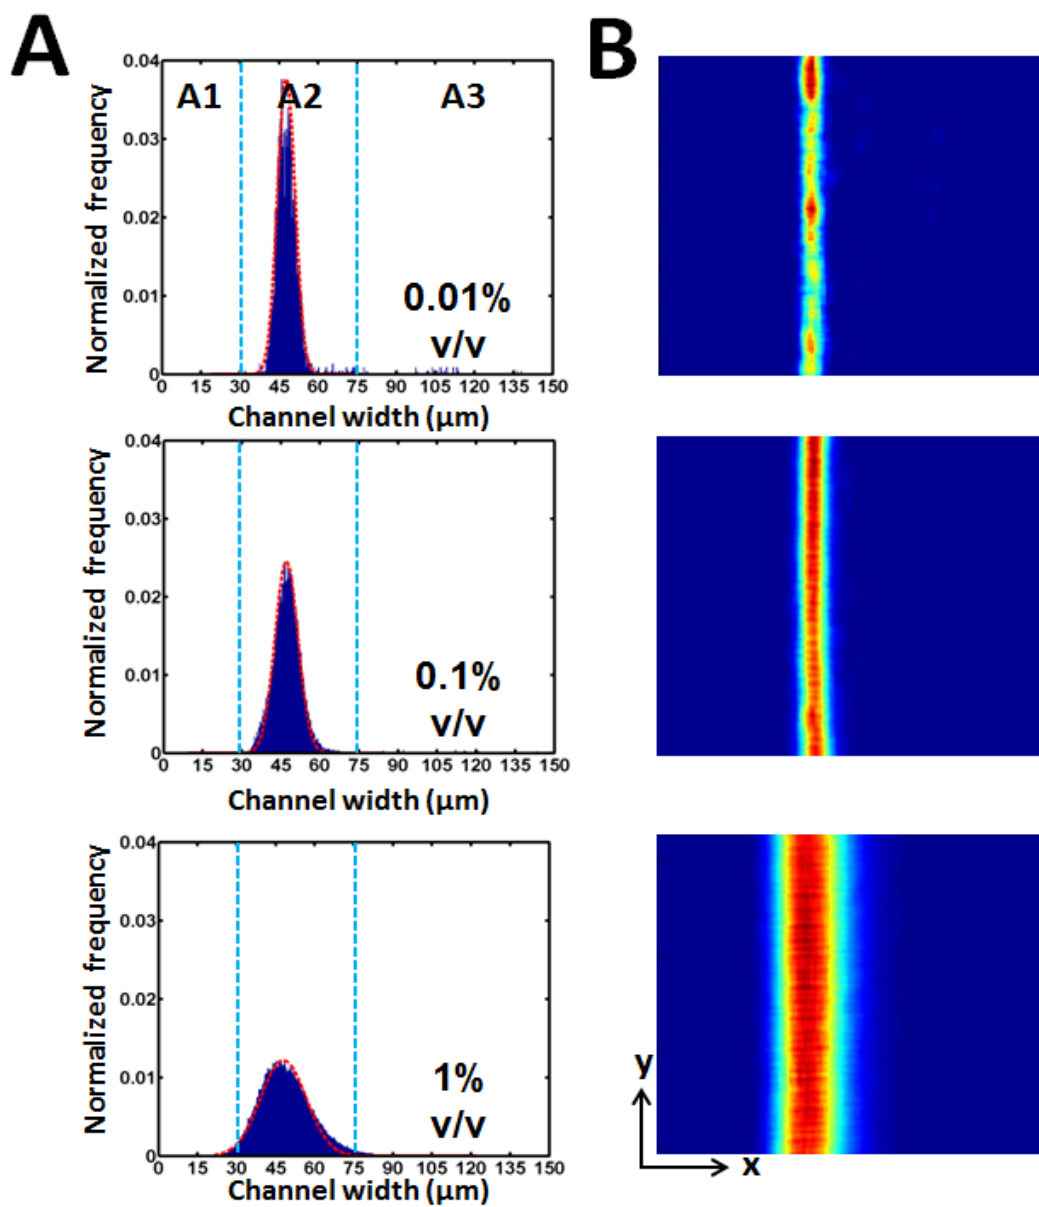 A
B
A1 A2 A3
Normalized frequency
0.04
0.03
0.02
0.01
0
0.01%
v/v
0 15 30 45 60 75 90 105 120 135 150
Channel width (µm)
Normalized frequency
0.04
0.03
0.02
0.01
0
0.1%
v/v
0 15 30 45 60 75 90 105 120 135 150
Channel width (µm)
Normalized frequency
0.04
0.03
0.02
0.01
0
1%
v/v
0 15 30 45 60 75 90 105 120 135 150
Channel width (µm)
y
x